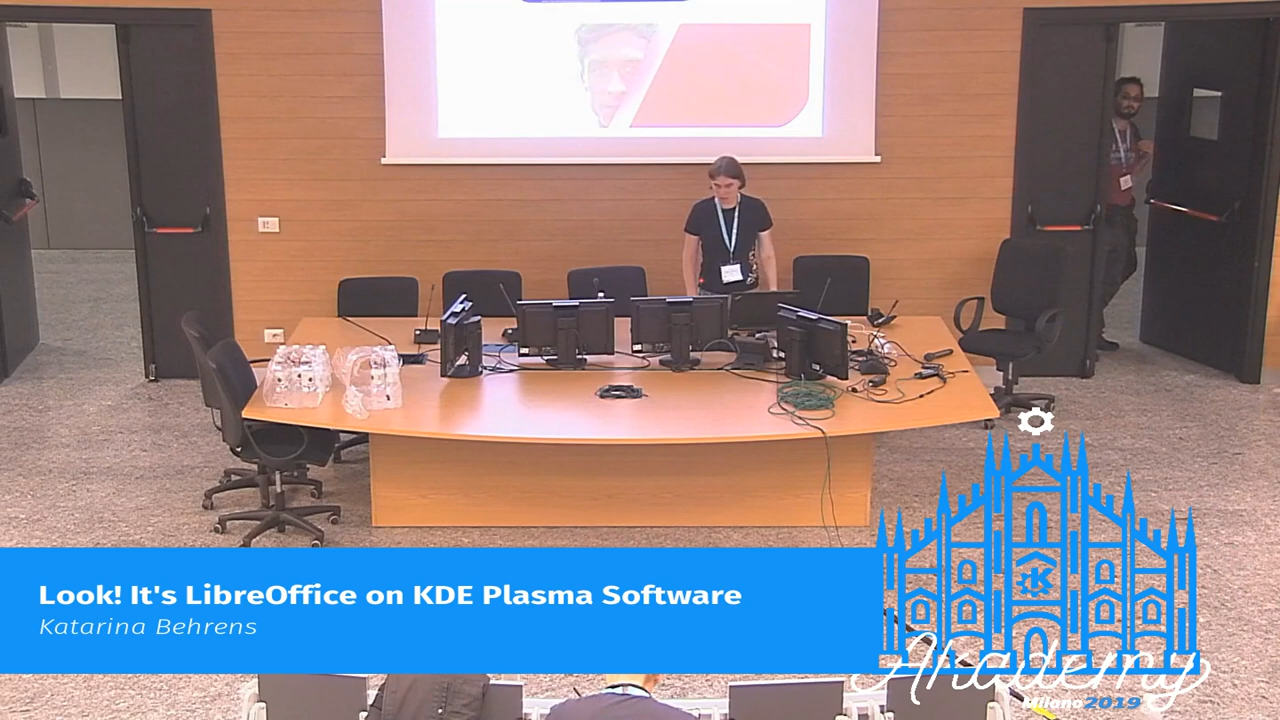 Look! It's LibreOffice on KDE Plasma Software
Katarina Behrens
K
Akademy
Milano 2019